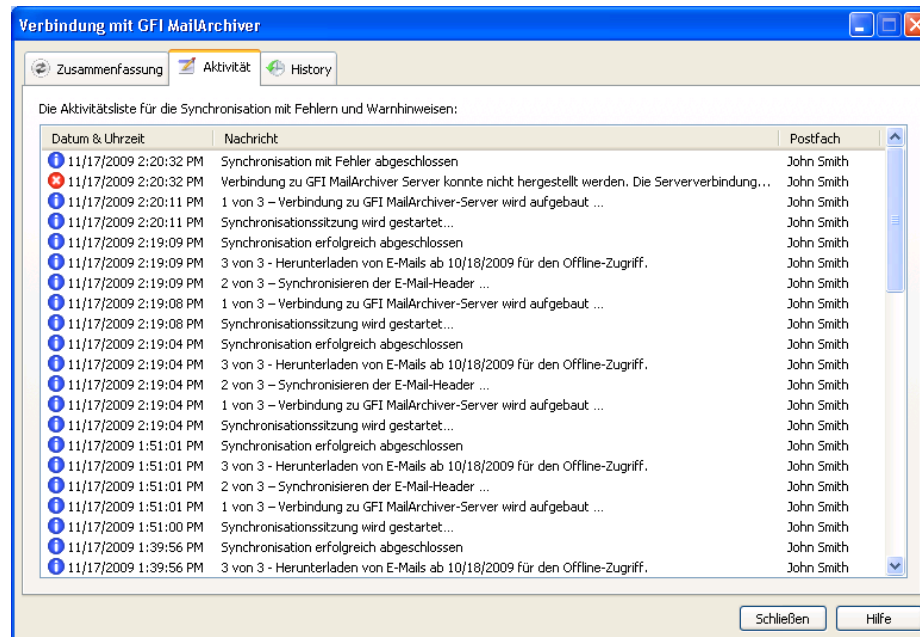 Verbindung mit GFI MailArchiver
Zusammenfassung Aktivität History
Die Aktivitätsliste für die Synchronisation mit Fehlern und Warnhinweisen:
Datum & Uhrzeit Nachricht Postfach
11/17/2009 2:20:32 PM Synchronisation mit Fehler abgeschlossen John Smith
11/17/2009 2:20:32 PM Verbindung zu GFI MailArchiver Server konnte nicht hergestellt werden. Die Serververbindung... John Smith
11/17/2009 2:20:11 PM 1 von 3 – Verbindung zu GFI MailArchiver-Server wird aufgebaut ... John Smith
11/17/2009 2:20:11 PM Synchronisationssitzung wird gestartet... John Smith
11/17/2009 2:19:09 PM Synchronisation erfolgreich abgeschlossen John Smith
11/17/2009 2:19:09 PM 3 von 3 - Herunterladen von E-Mails ab 10/18/2009 für den Offline-Zugriff. John Smith
11/17/2009 2:19:09 PM 2 von 3 – Synchronisieren der E-Mail-Header ... John Smith
11/17/2009 2:19:08 PM 1 von 3 – Verbindung zu GFI MailArchiver-Server wird aufgebaut ... John Smith
11/17/2009 2:19:08 PM Synchronisationssitzung wird gestartet... John Smith
11/17/2009 2:19:04 PM Synchronisation erfolgreich abgeschlossen John Smith
11/17/2009 2:19:04 PM 3 von 3 - Herunterladen von E-Mails ab 10/18/2009 für den Offline-Zugriff. John Smith
11/17/2009 2:19:04 PM 2 von 3 – Synchronisieren der E-Mail-Header ... John Smith
11/17/2009 2:19:04 PM 1 von 3 – Verbindung zu GFI MailArchiver-Server wird aufgebaut ... John Smith
11/17/2009 2:19:04 PM Synchronisationssitzung wird gestartet... John Smith
11/17/2009 1:51:01 PM Synchronisation erfolgreich abgeschlossen John Smith
11/17/2009 1:51:01 PM 3 von 3 - Herunterladen von E-Mails ab 10/18/2009 für den Offline-Zugriff. John Smith
11/17/2009 1:51:01 PM 2 von 3 – Synchronisieren der E-Mail-Header ... John Smith
11/17/2009 1:51:01 PM 1 von 3 – Verbindung zu GFI MailArchiver-Server wird aufgebaut ... John Smith
11/17/2009 1:51:00 PM Synchronisationssitzung wird gestartet... John Smith
11/17/2009 1:39:56 PM Synchronisation erfolgreich abgeschlossen John Smith
11/17/2009 1:39:56 PM 3 von 3 - Herunterladen von E-Mails ab 10/18/2009 für den Offline-Zugriff. John Smith
Schließen Hilfe